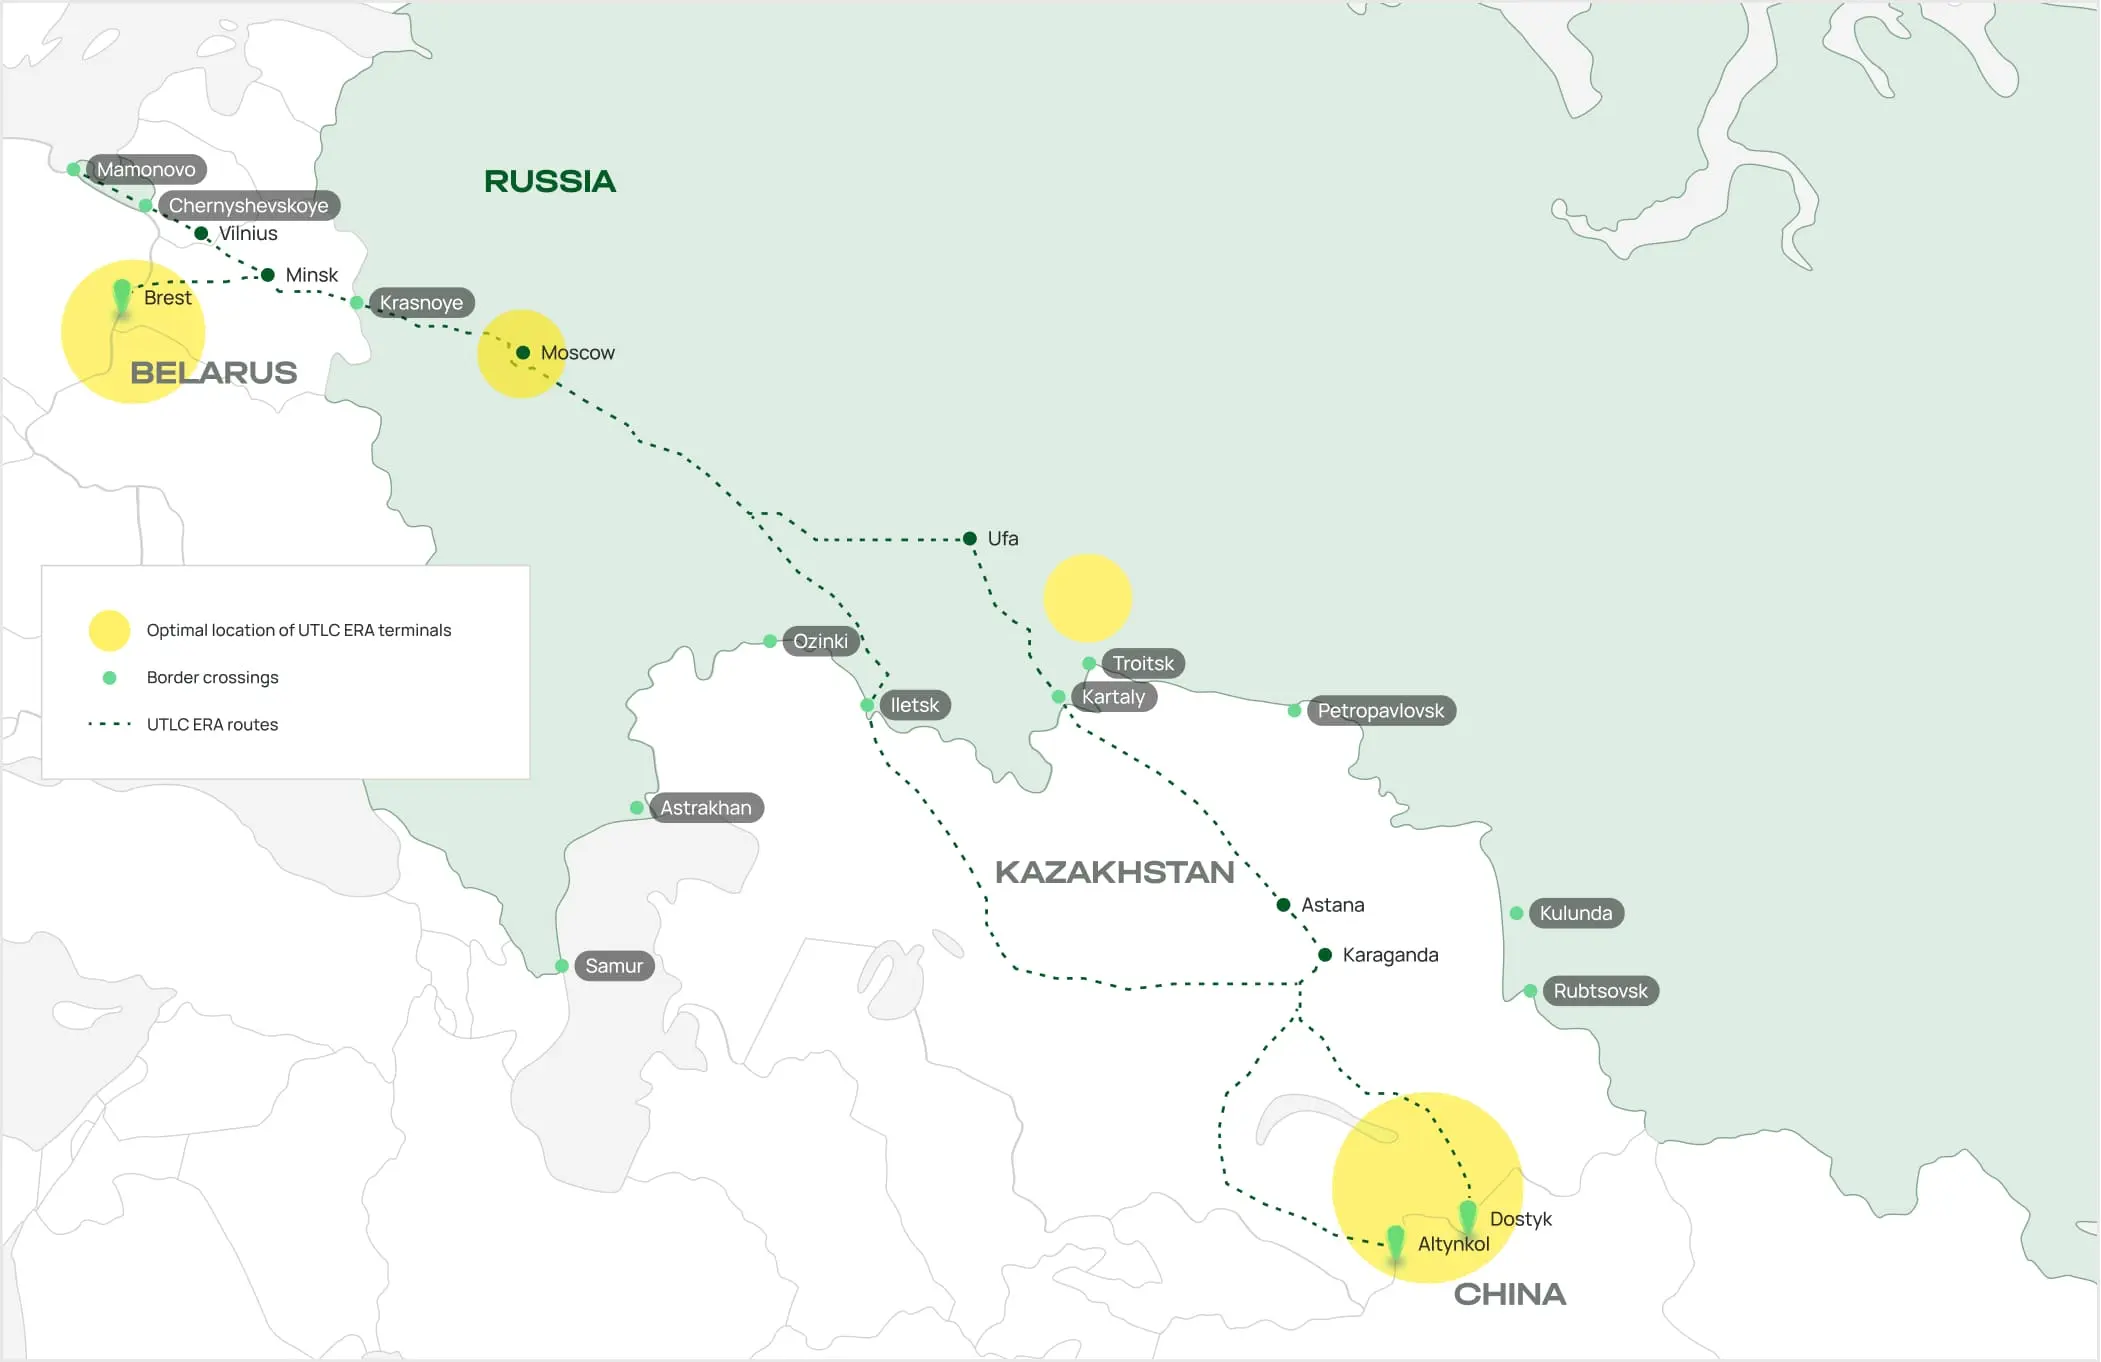 Mamonovo
RUSSIA
Chernyshevskoye
Vilnius
Minsk
Brest
Krasnoye
Moscow
BELARUS
Ufa
Optimal location of UTLC ERA terminals
Border crossings
UTLC ERA routes
Ozinki
Troitsk
Kartaly
Iletsk
Petropavlovsk
Astrakhan
KAZAKHSTAN
Astana
Kulunda
Karaganda
Samur
Rubtsovsk
Dostyk
Altynkol
CHINA